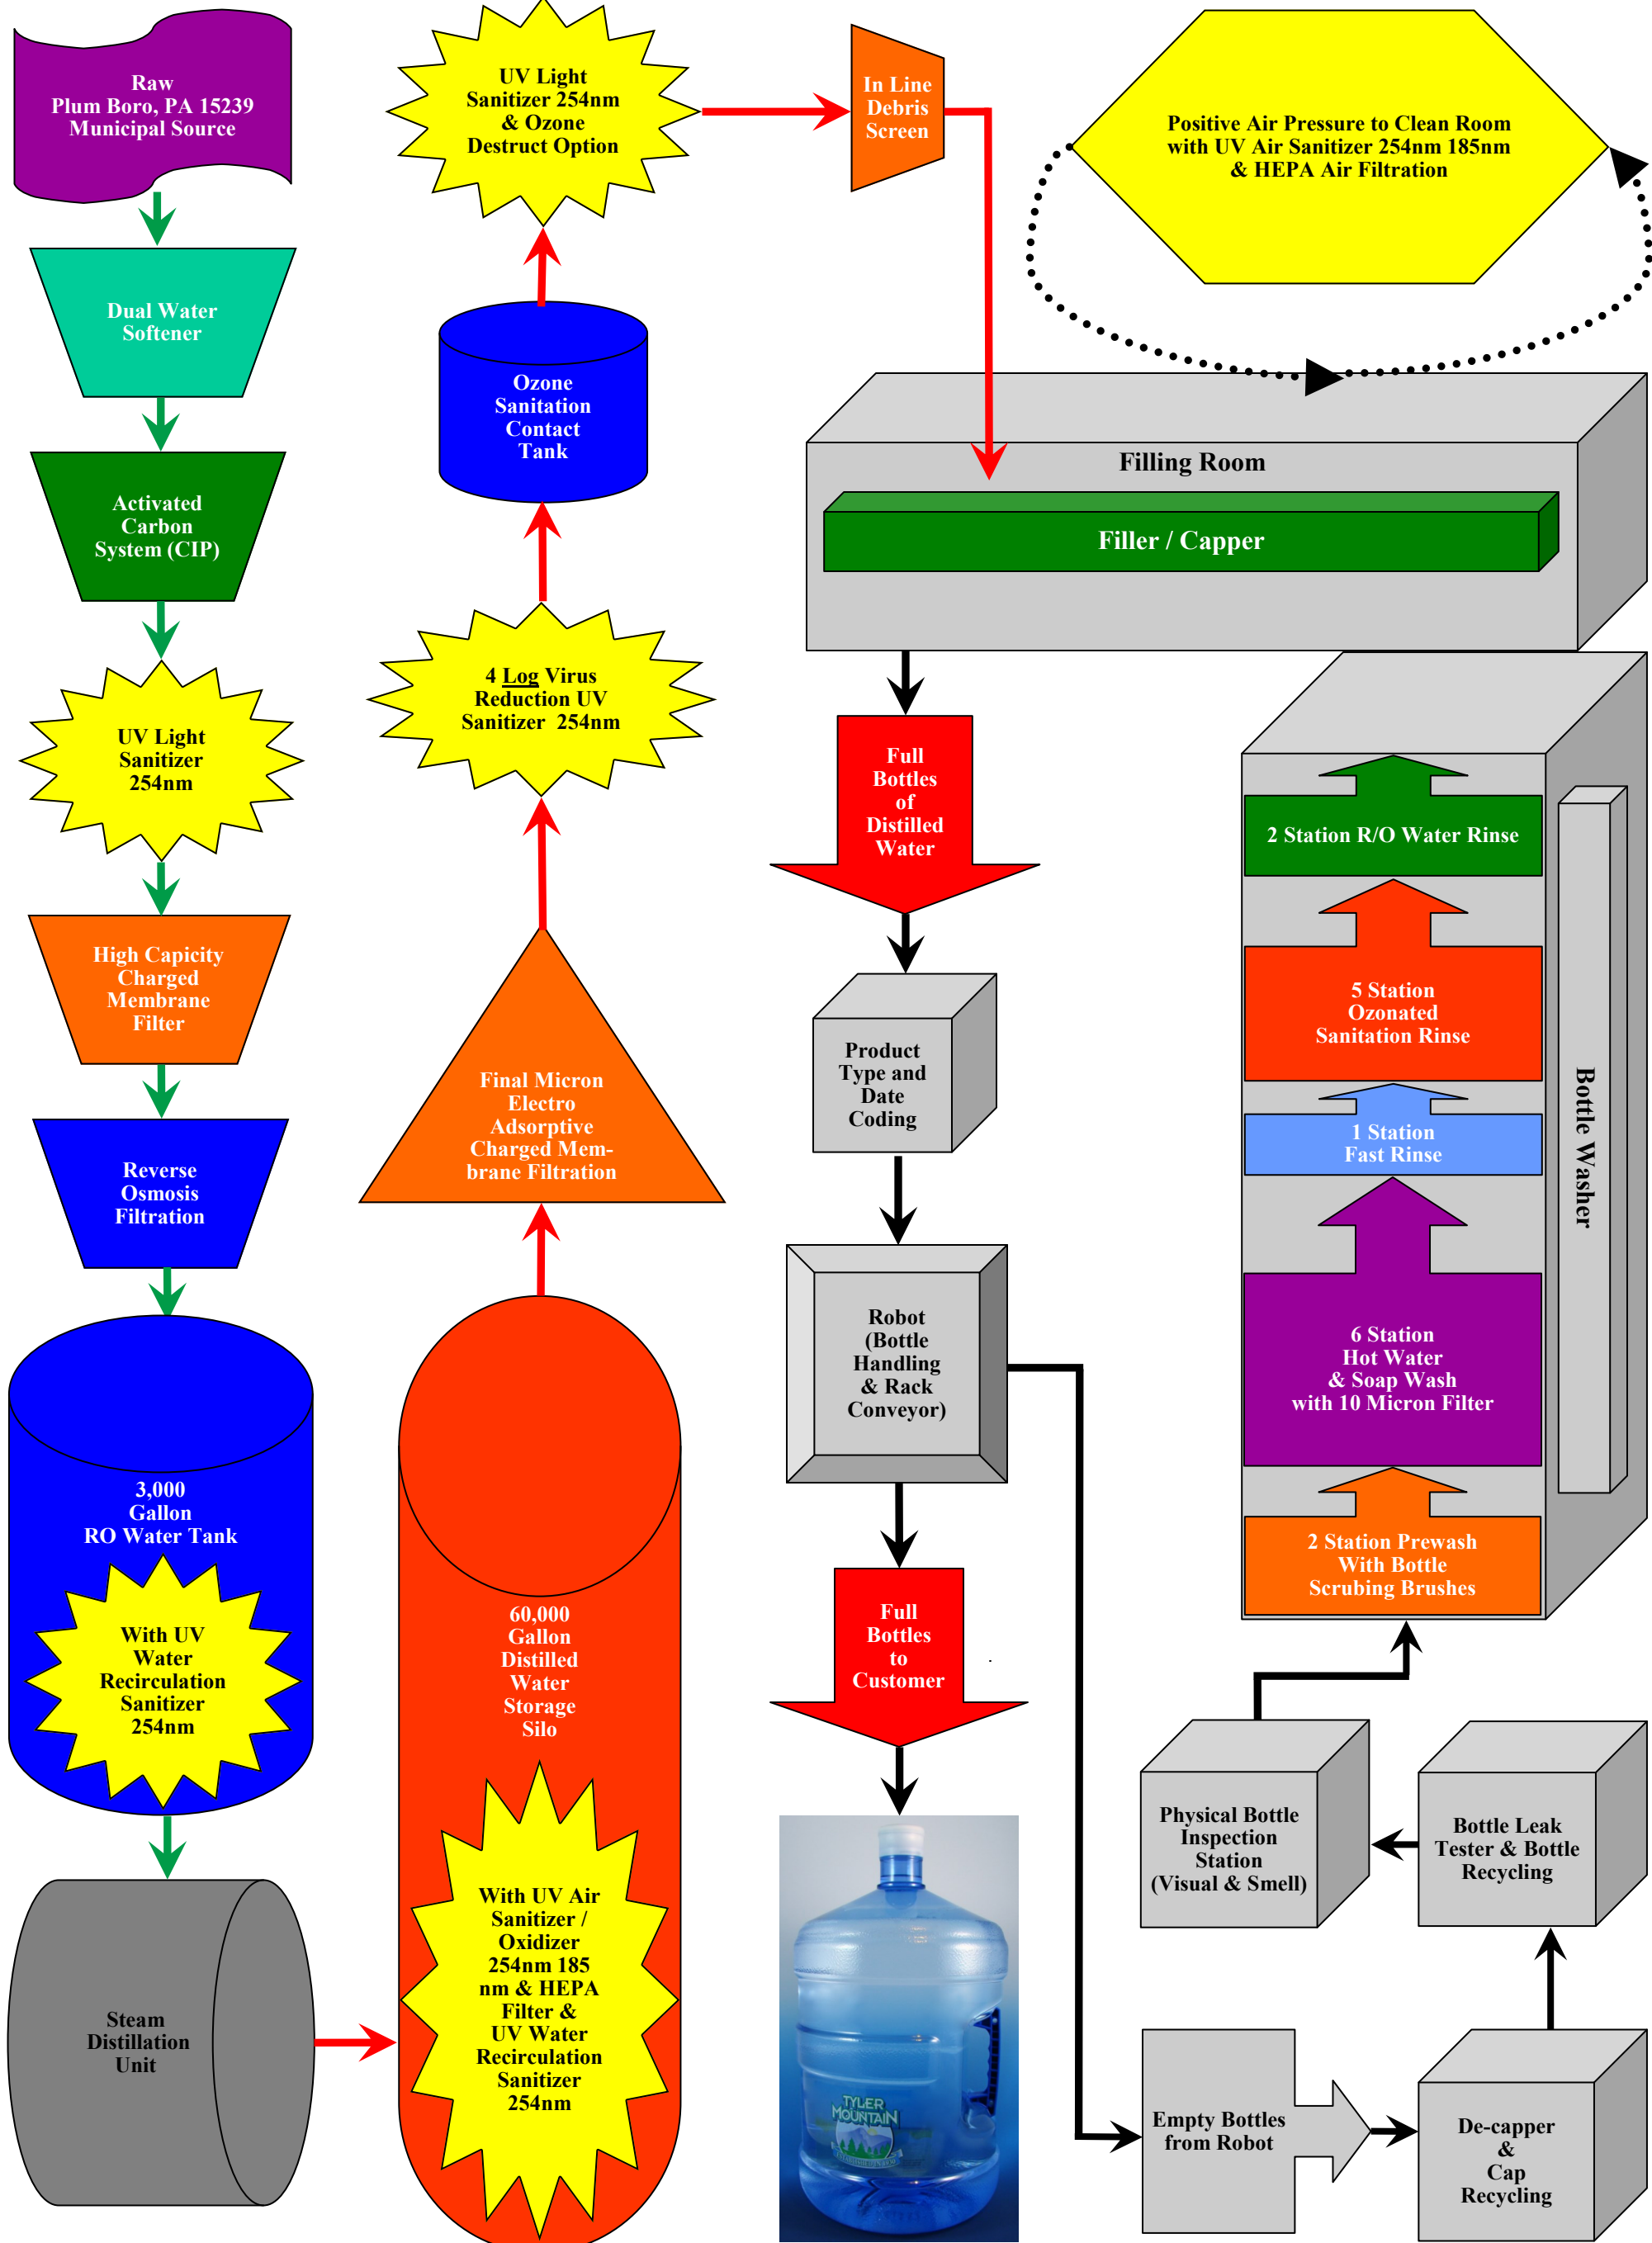 Raw
Plum Boro, PA 15239
Municipal Source
Dual Water
Softener
Activated
Carbon
System (CIP)
UV Light
Sanitizer
254nm
High Capicity
Charged
Membrane
Filter
Reverse
Osmosis
Filtration
3,000
Gallon
RO Water Tank
With UV
Water
Recirculation
Sanitizer
254nm
Steam
Distillation
Unit
60,000
Gallon
Distilled
Water
Storage
Silo
With UV Air
Sanitizer /
Oxidizer
254nm 185
nm & HEPA
Filter &
UV Water
Recirculation
Sanitizer
254nm
Final Micron
Electro
Adsorptive
Charged Mem-
brane Filtration
4 Log Virus
Reduction UV
Sanitizer 254nm
Ozone
Sanitation
Contact
Tank
UV Light
Sanitizer 254nm
& Ozone
Destruct Option
In Line
Debris
Screen
Positive Air Pressure to Clean Room
with UV Air Sanitizer 254nm 185nm
& HEPA Air Filtration
Filling Room
Filler / Capper
Full
Bottles
of
Distilled
Water
Product
Type and
Date
Coding
Robot
(Bottle
Handling
& Rack
Conveyor)
Full
Bottles
to
Customer
TYLER
MOUNTAIN
Empty Bottles
from Robot
De-capper
&
Cap
Recycling
Bottle Leak
Tester & Bottle
Recycling
Physical Bottle
Inspection
Station
(Visual & Smell)
2 Station Prewash
With Bottle
Scrubing Brushes
6 Station
Hot Water
& Soap Wash
with 10 Micron Filter
1 Station
Fast Rinse
5 Station
Ozonated
Sanitation Rinse
2 Station R/O Water Rinse
Bottle Washer